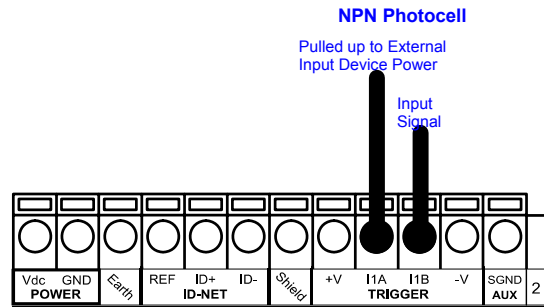 NPN Photocell
Pulled up to External
Input Device Power
Input
Signal
Vdc GND Earth REF ID+ ID- Shield +V I1A I1B -V SGND
POWER ID-NET TRIGGER AUX 2